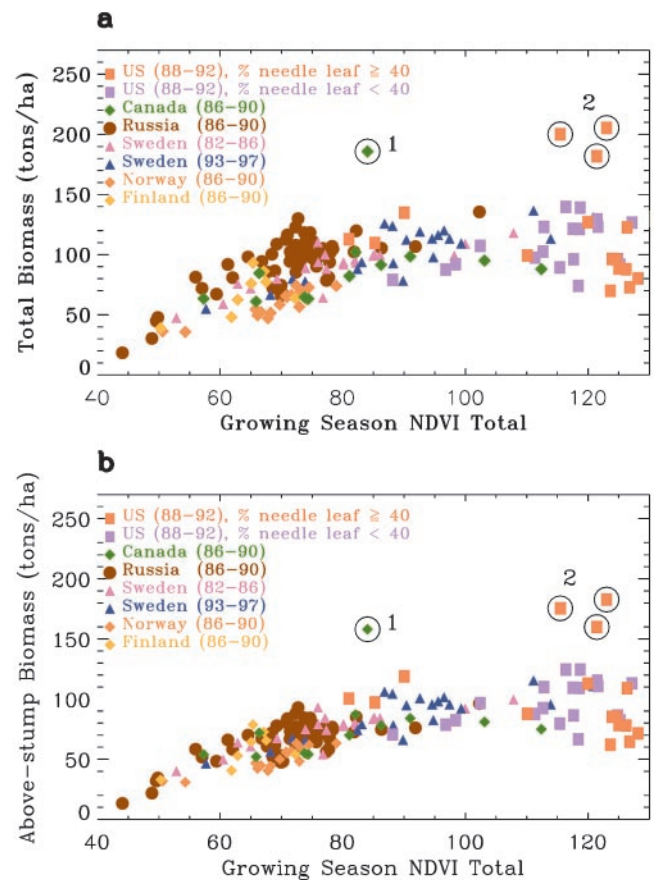 a
250
200
150
100
50
0
Total Biomass (tons/ha)
US (88−92), % needle leaf ≧ 40
US (88−92), % needle leaf < 40
Canada (86−90)
Russia (86−90)
Sweden (82−86)
Sweden (93−97)
Norway (86−90)
Finland (86−90)
1
2
40 60 80 100 120
Growing Season NDVI Total
b
250
200
150
100
50
0
Above−stump Biomass (tons/ha)
US (88−92), % needle leaf ≧ 40
US (88−92), % needle leaf < 40
Canada (86−90)
Russia (86−90)
Sweden (82−86)
Sweden (93−97)
Norway (86−90)
Finland (86−90)
1
2
40 60 80 100 120
Growing Season NDVI Total